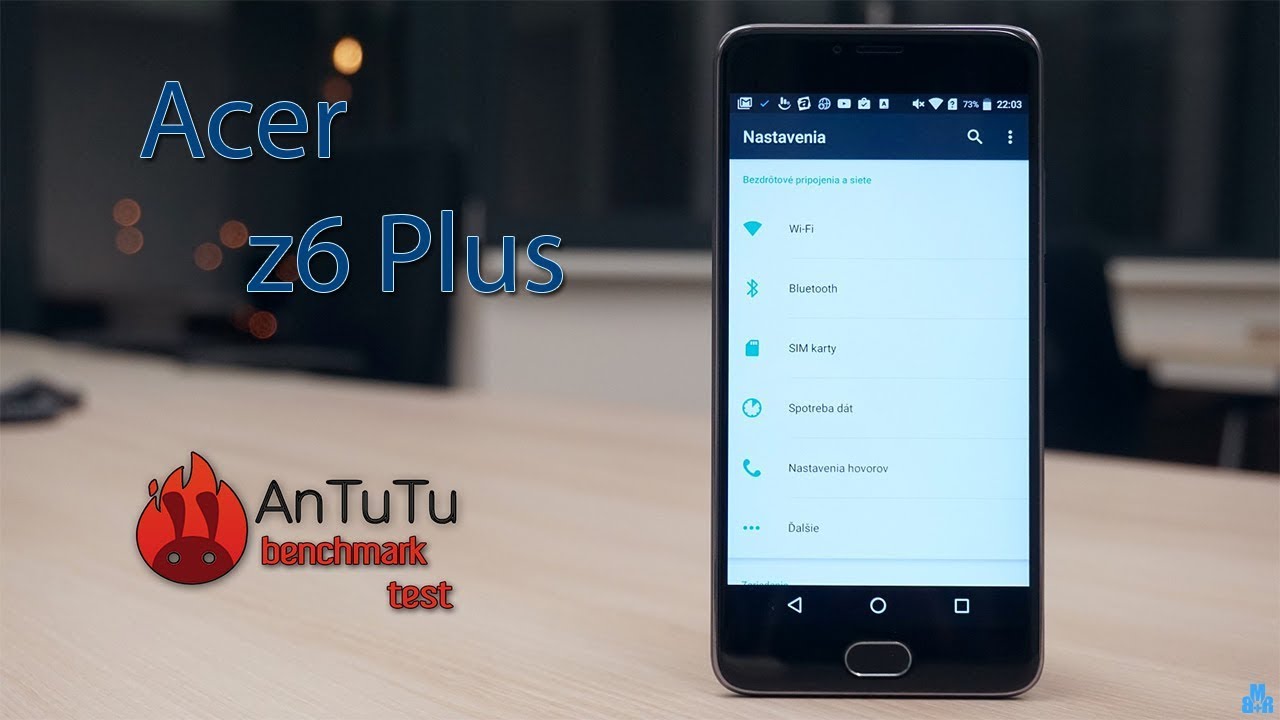 Acer
z6 Plus
AnTuTu
benchmark
test
73% 22:03
Nastavenia
Bezdrôtové pripojenia a siete
Wi-Fi
Bluetooth
SIM karty
Spotreba dát
Nastavenia hovorov
Ďalšie
Zariadenie
M
B+R